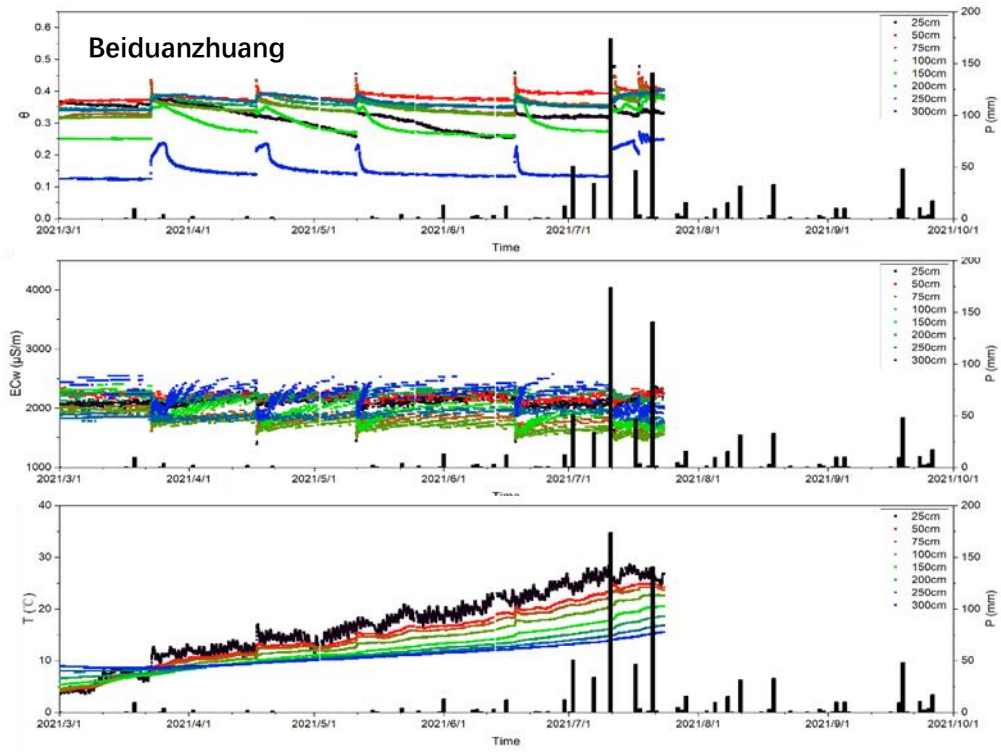 Beiduanzhuang
θ
0.6
0.5
0.4
0.3
0.2
0.1
0.0
25cm
50cm
75cm
100cm
150cm
200cm
250cm
300cm
200
150
100
50
0
P (mm)
2021/3/1 2021/4/1 2021/5/1 2021/6/1 2021/7/1 2021/8/1 2021/9/1 2021/10/1
Time
ECw (μS/m)
4000
3000
2000
1000
25cm
50cm
75cm
100cm
150cm
200cm
250cm
300cm
200
150
100
50
0
P (mm)
2021/3/1 2021/4/1 2021/5/1 2021/6/1 2021/7/1 2021/8/1 2021/9/1 2021/10/1
Time
T (℃)
40
30
20
10
0
25cm
50cm
75cm
100cm
150cm
200cm
250cm
300cm
200
150
100
50
0
P (mm)
2021/3/1 2021/4/1 2021/5/1 2021/6/1 2021/7/1 2021/8/1 2021/9/1 2021/10/1
Time